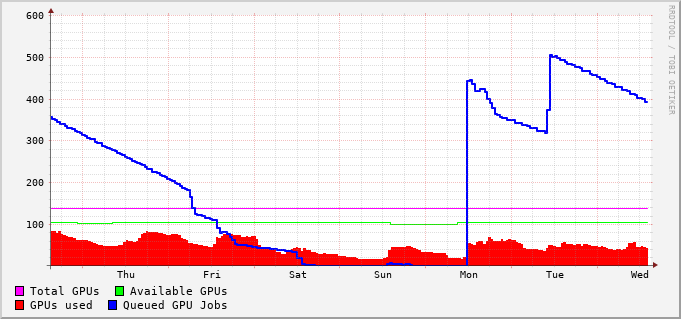 600
500
400
300
200
100
Thu Fri Sat Sun Mon Tue Wed
Total GPUs Available GPUs
GPUs used Queued GPU Jobs
RRDTOOL / TOBI OETIKER